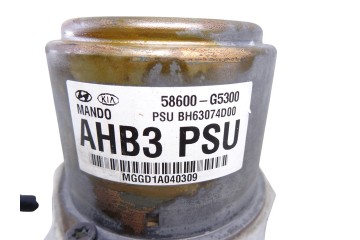 KIA 58600-G5300
MANDO PSU BH63074D00
AHB3 PSU
MGGD1A040309